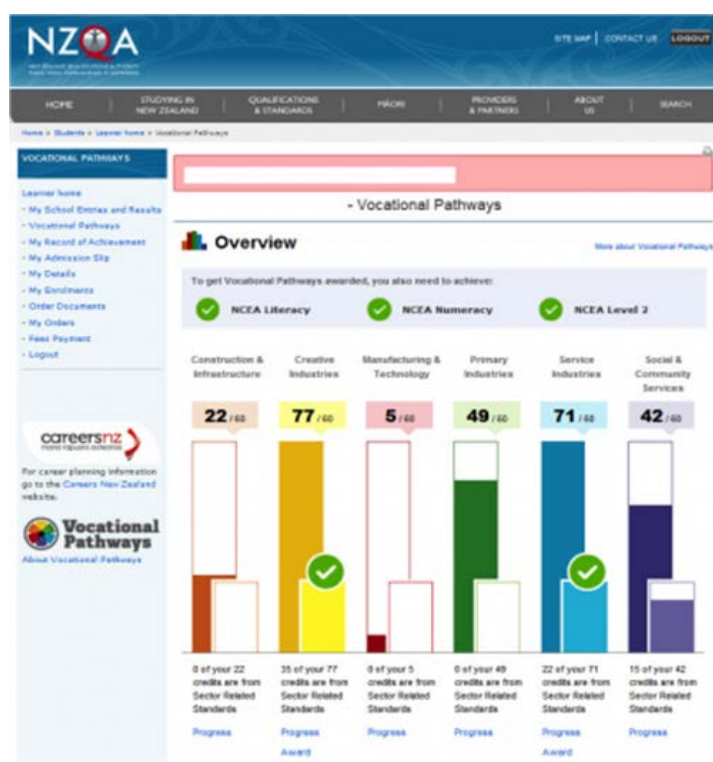 NZQA
SITE MAP | CONTACT US LOGOUT
HOME | STUDYING IN NEW ZEALAND | QUALIFICATIONS & STANDARDS | MĀORI | PROVIDERS & PARTNERS | ABOUT US | SEARCH
Home > Students > Learner home > Vocational Pathways
VOCATIONAL PATHWAYS
Learner home
- My School Entries and Results
- Vocational Pathways
- My Record of Achievement
- My Admission Slip
- My Details
- My Enrolments
- Order Documents
- My Orders
- Fees Payment
- Logout
careersnz
For career planning information
go to the Careers New Zealand
website.
Vocational
Pathways
About Vocational Pathways
- Vocational Pathways
Overview
More about Vocational Pathways
To get Vocational Pathways awarded, you also need to achieve:
NCEA Literacy NCEA Numeracy NCEA Level 2
Construction &
Infrastructure
22 / 60
0 of your 22
credits are from
Sector Related
Standards
Progress
Creative
Industries
77 / 60
35 of your 77
credits are from
Sector Related
Standards
Progress
Award
Manufacturing &
Technology
5 / 60
0 of your 5
credits are from
Sector Related
Standards
Progress
Primary
Industries
49 / 60
0 of your 49
credits are from
Sector Related
Standards
Progress
Service
Industries
71 / 60
22 of your 71
credits are from
Sector Related
Standards
Progress
Award
Social &
Community
Services
42 / 60
15 of your 42
credits are from
Sector Related
Standards
Progress